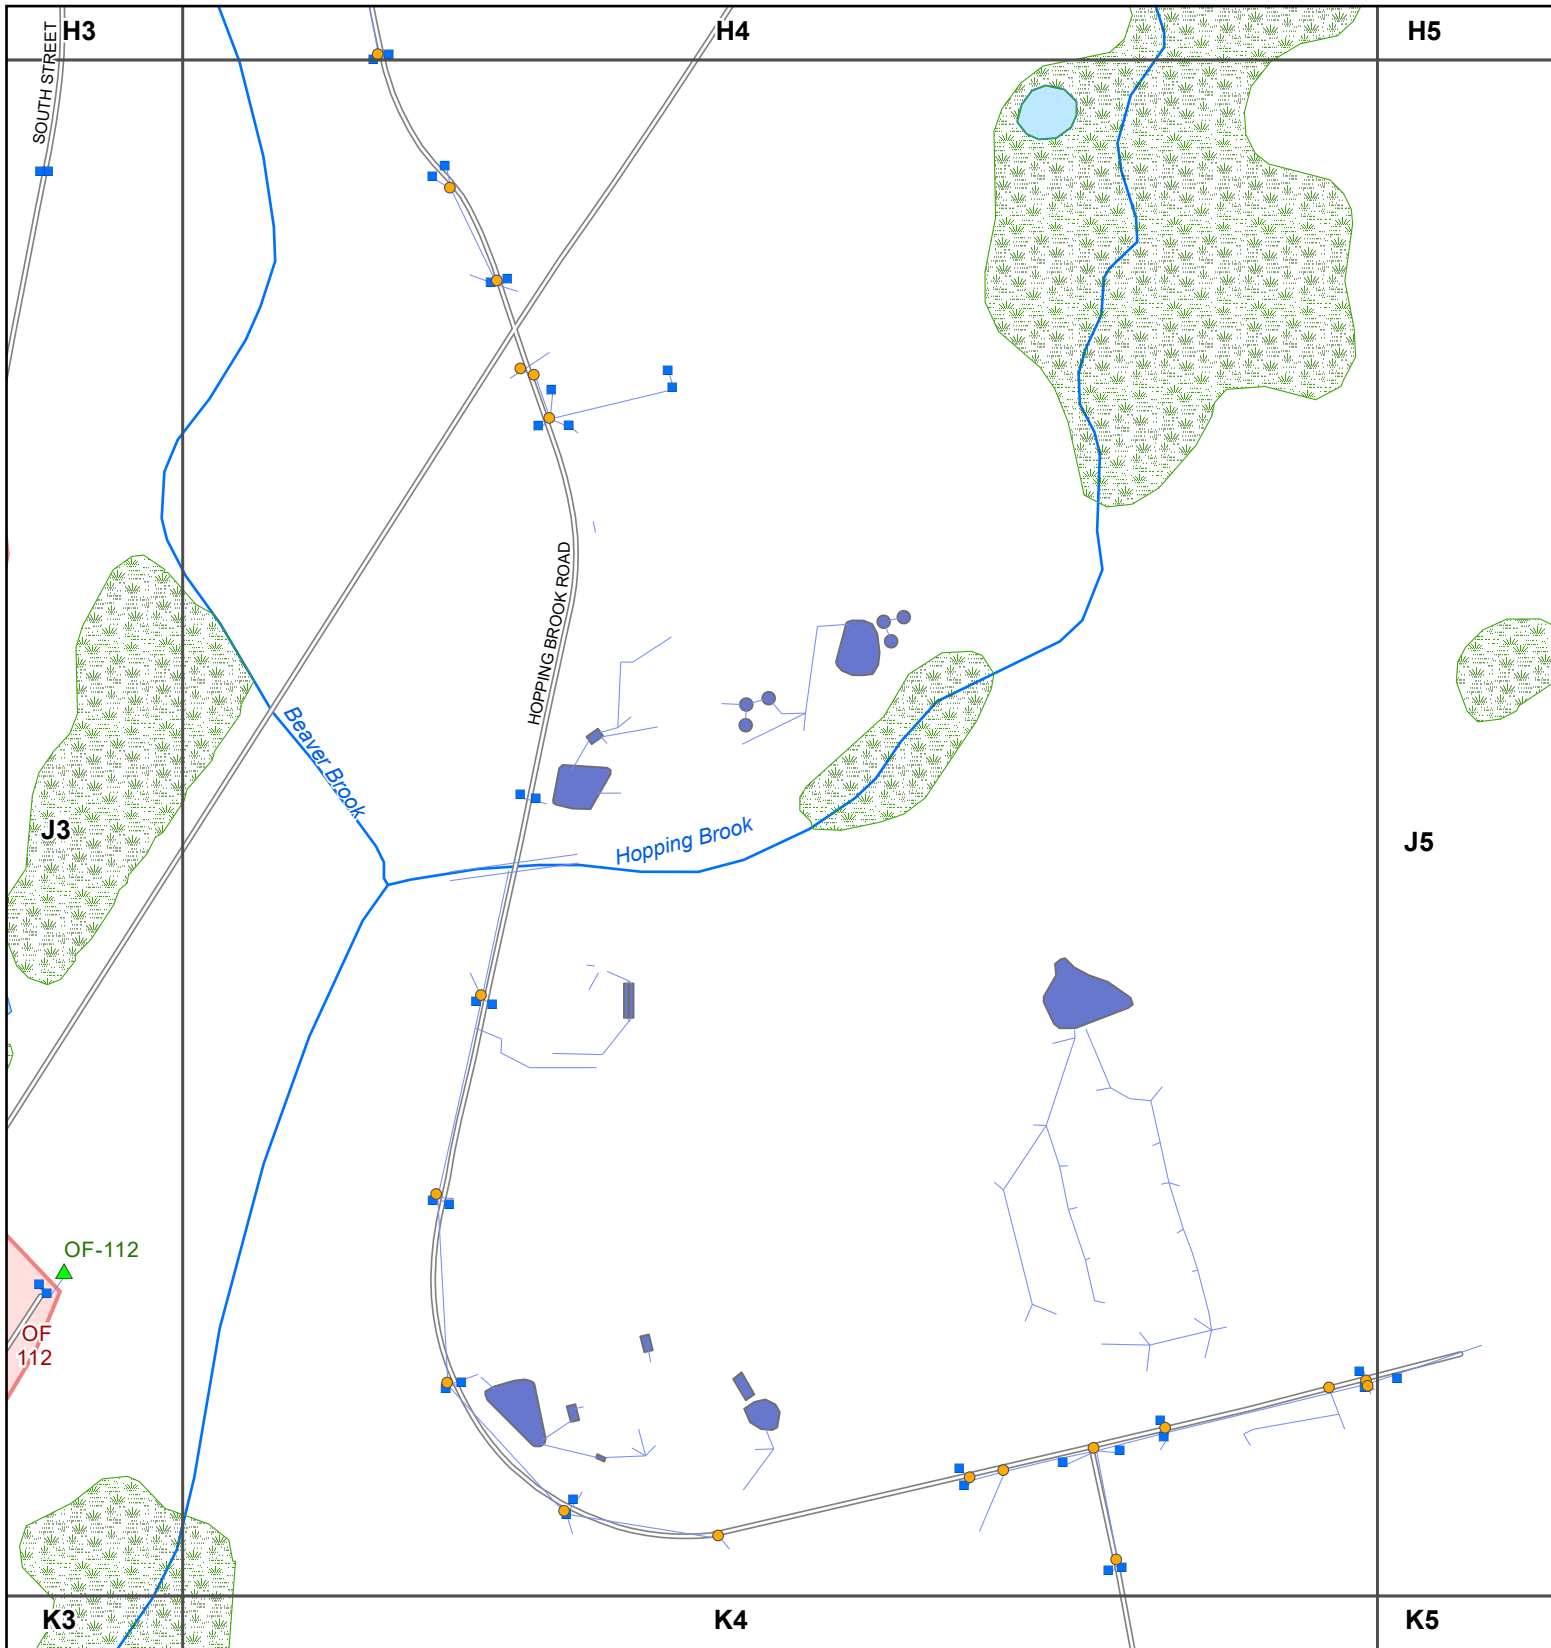 H3
H4
H5
SOUTH STREET
HOPPING BROOK ROAD
Beaver Brook
J3
Hopping Brook
J5
OF-112
OF
112
K3
K4
K5